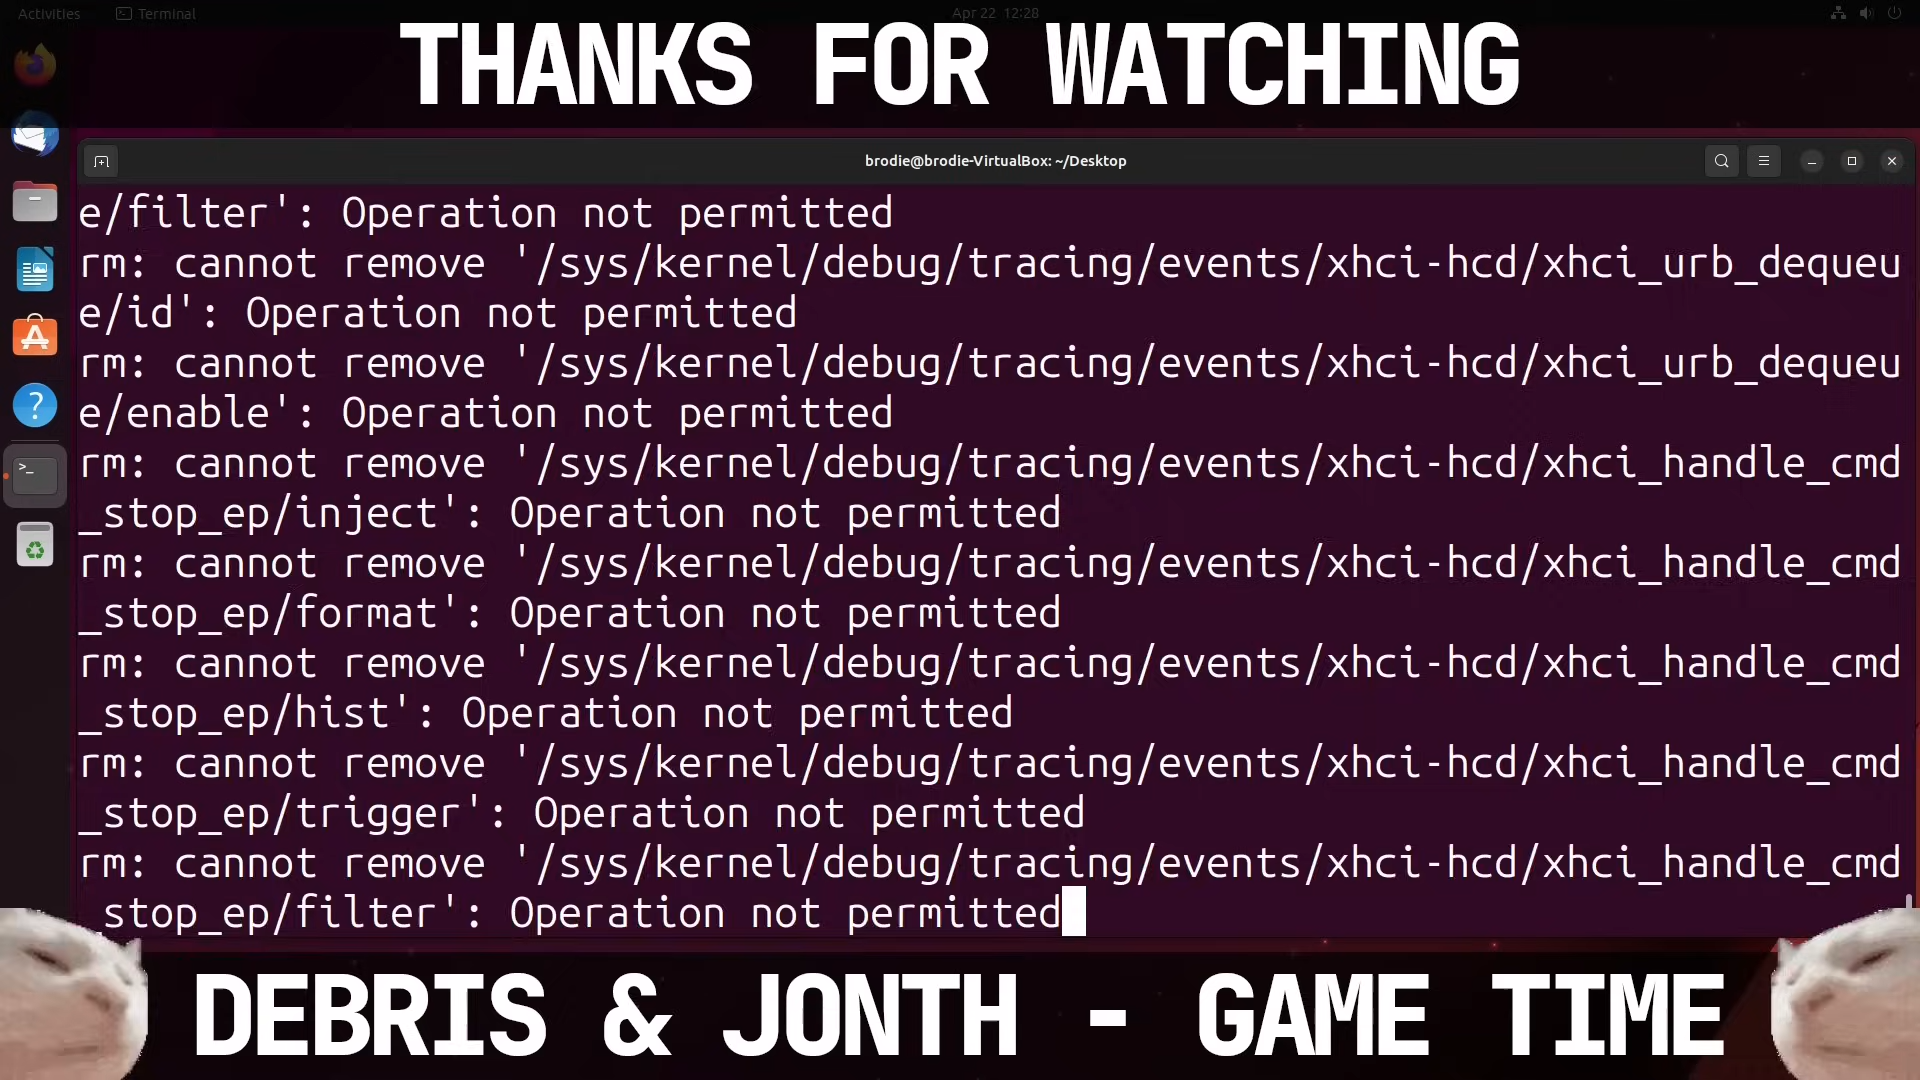 Activities Terminal Apr 22 12:28
THANKS FOR WATCHING
brodie@brodie-VirtualBox: ~/Desktop
e/filter': Operation not permitted
rm: cannot remove '/sys/kernel/debug/tracing/events/xhci-hcd/xhci_urb_dequeu
e/id': Operation not permitted
rm: cannot remove '/sys/kernel/debug/tracing/events/xhci-hcd/xhci_urb_dequeu
e/enable': Operation not permitted
rm: cannot remove '/sys/kernel/debug/tracing/events/xhci-hcd/xhci_handle_cmd
_stop_ep/inject': Operation not permitted
rm: cannot remove '/sys/kernel/debug/tracing/events/xhci-hcd/xhci_handle_cmd
_stop_ep/format': Operation not permitted
rm: cannot remove '/sys/kernel/debug/tracing/events/xhci-hcd/xhci_handle_cmd
_stop_ep/hist': Operation not permitted
rm: cannot remove '/sys/kernel/debug/tracing/events/xhci-hcd/xhci_handle_cmd
_stop_ep/trigger': Operation not permitted
rm: cannot remove '/sys/kernel/debug/tracing/events/xhci-hcd/xhci_handle_cmd
_stop_ep/filter': Operation not permitted
DEBRIS & JONTH - GAME TIME